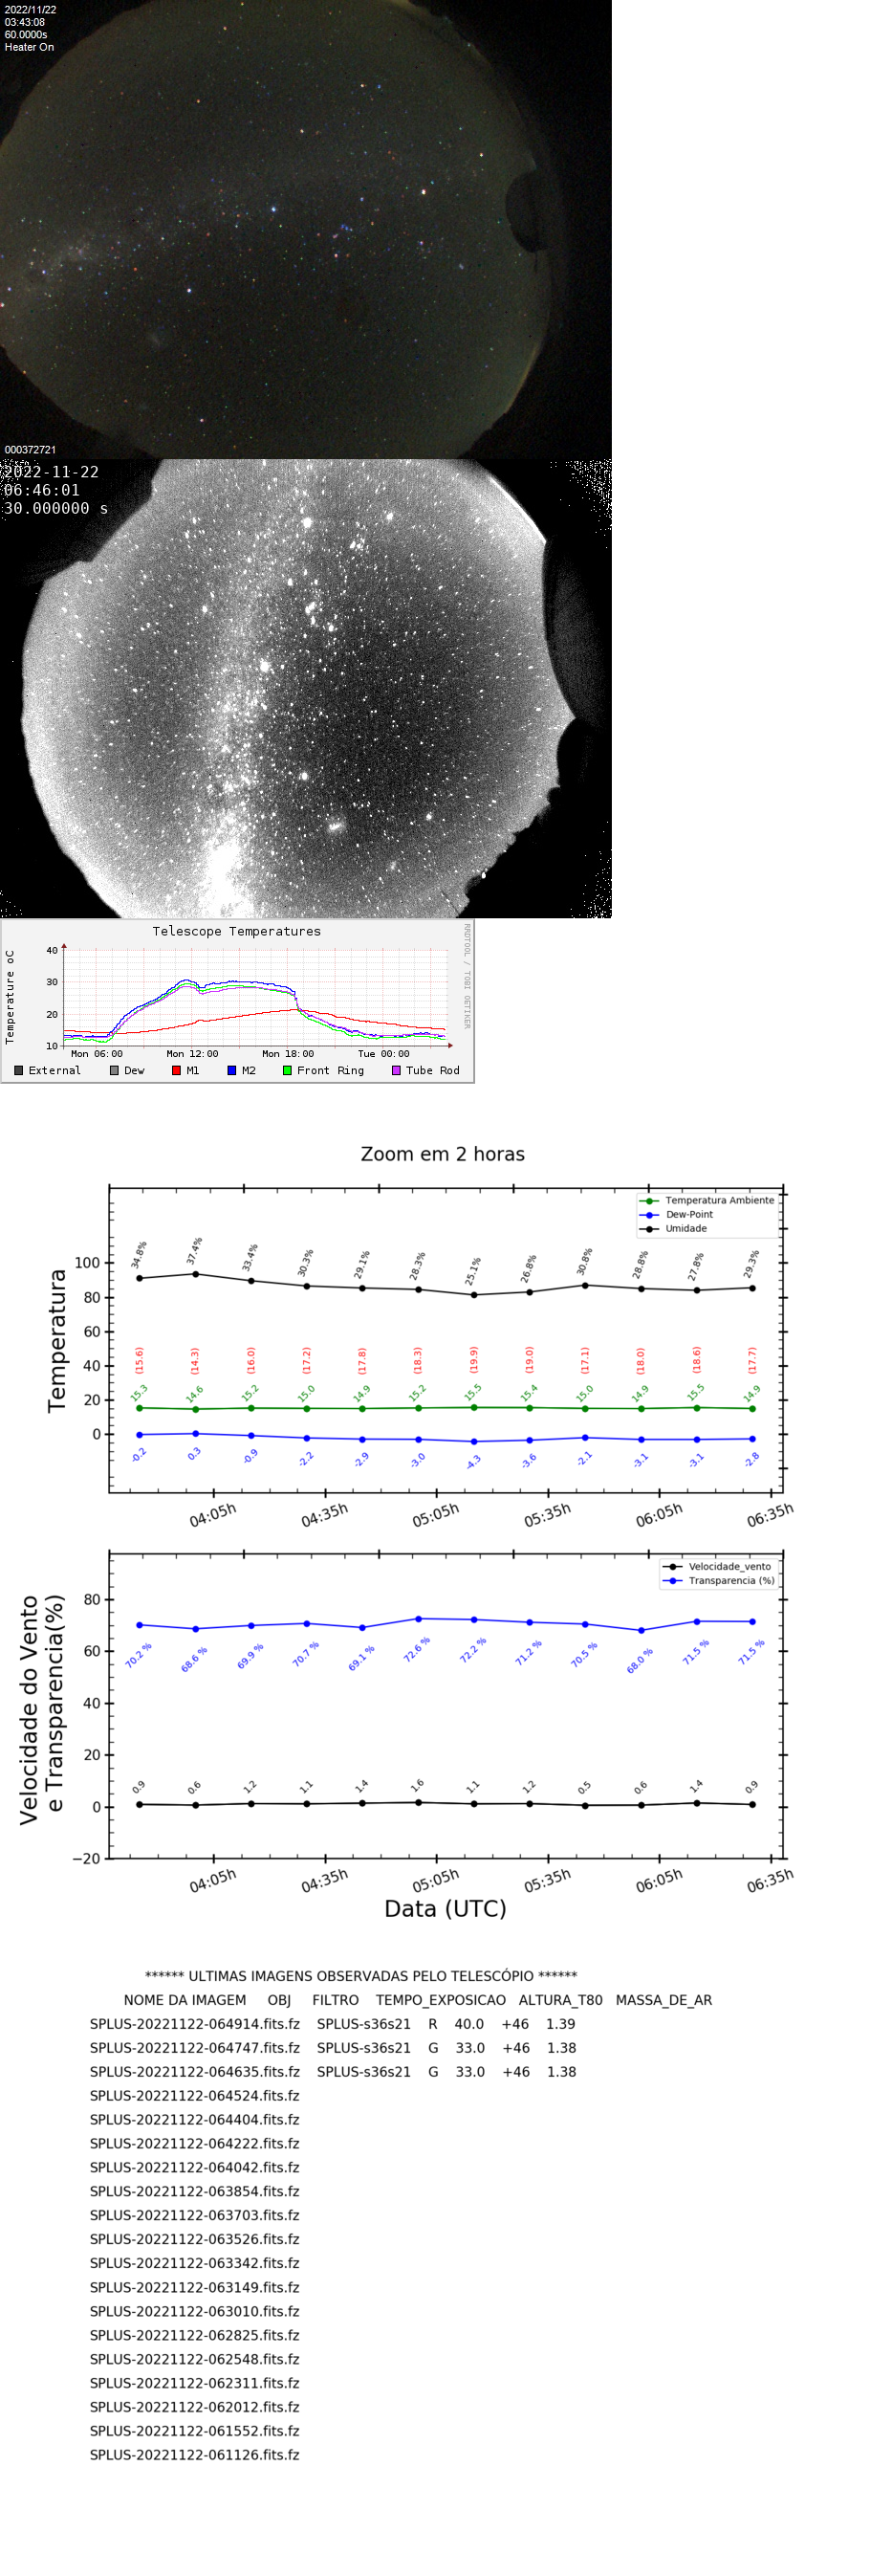 2022/11/22
03:43:08
60.0000s
Heater On
000372721
2022-11-22
06:46:01
30.000000 s
Telescope Temperatures
RRDTOOL / TOBI OETIKER
Temperature oC
40
30
20
10
Mon 06:00 Mon 12:00 Mon 18:00 Tue 00:00
External Dew M1 M2 Front Ring Tube Rod
Zoom em 2 horas
Temperatura Ambiente
Dew-Point
Umidade
Temperatura
100
80
60
40
20
0
34.8% 37.4% 33.4% 30.3% 29.1% 28.3% 25.1% 26.8% 30.8% 28.8% 27.8% 29.3%
(15.6) (14.3) (16.0) (17.2) (17.8) (18.3) (19.9) (19.0) (17.1) (18.0) (18.6) (17.7)
15.3 14.6 15.2 15.0 14.9 15.2 15.5 15.4 15.0 14.9 15.5 14.9
-0.2 0.3 -0.9 -2.2 -2.9 -3.0 -4.3 -3.6 -2.1 -3.1 -3.1 -2.8
04:05h 04:35h 05:05h 05:35h 06:05h 06:35h
Velocidade_vento
Transparencia (%)
Velocidade do Vento
e Transparencia(%)
80
60
40
20
0
−20
70.2 % 68.6 % 69.9 % 70.7 % 69.1 % 72.6 % 72.2 % 71.2 % 70.5 % 68.0 % 71.5 % 71.5 %
0.9 0.6 1.2 1.1 1.4 1.6 1.1 1.2 0.5 0.6 1.4 0.9
04:05h 04:35h 05:05h 05:35h 06:05h 06:35h
Data (UTC)
****** ULTIMAS IMAGENS OBSERVADAS PELO TELESCÓPIO ******
NOME DA IMAGEM OBJ FILTRO TEMPO_EXPOSICAO ALTURA_T80 MASSA_DE_AR
SPLUS-20221122-064914.fits.fz SPLUS-s36s21 R 40.0 +46 1.39
SPLUS-20221122-064747.fits.fz SPLUS-s36s21 G 33.0 +46 1.38
SPLUS-20221122-064635.fits.fz SPLUS-s36s21 G 33.0 +46 1.38
SPLUS-20221122-064524.fits.fz
SPLUS-20221122-064404.fits.fz
SPLUS-20221122-064222.fits.fz
SPLUS-20221122-064042.fits.fz
SPLUS-20221122-063854.fits.fz
SPLUS-20221122-063703.fits.fz
SPLUS-20221122-063526.fits.fz
SPLUS-20221122-063342.fits.fz
SPLUS-20221122-063149.fits.fz
SPLUS-20221122-063010.fits.fz
SPLUS-20221122-062825.fits.fz
SPLUS-20221122-062548.fits.fz
SPLUS-20221122-062311.fits.fz
SPLUS-20221122-062012.fits.fz
SPLUS-20221122-061552.fits.fz
SPLUS-20221122-061126.fits.fz